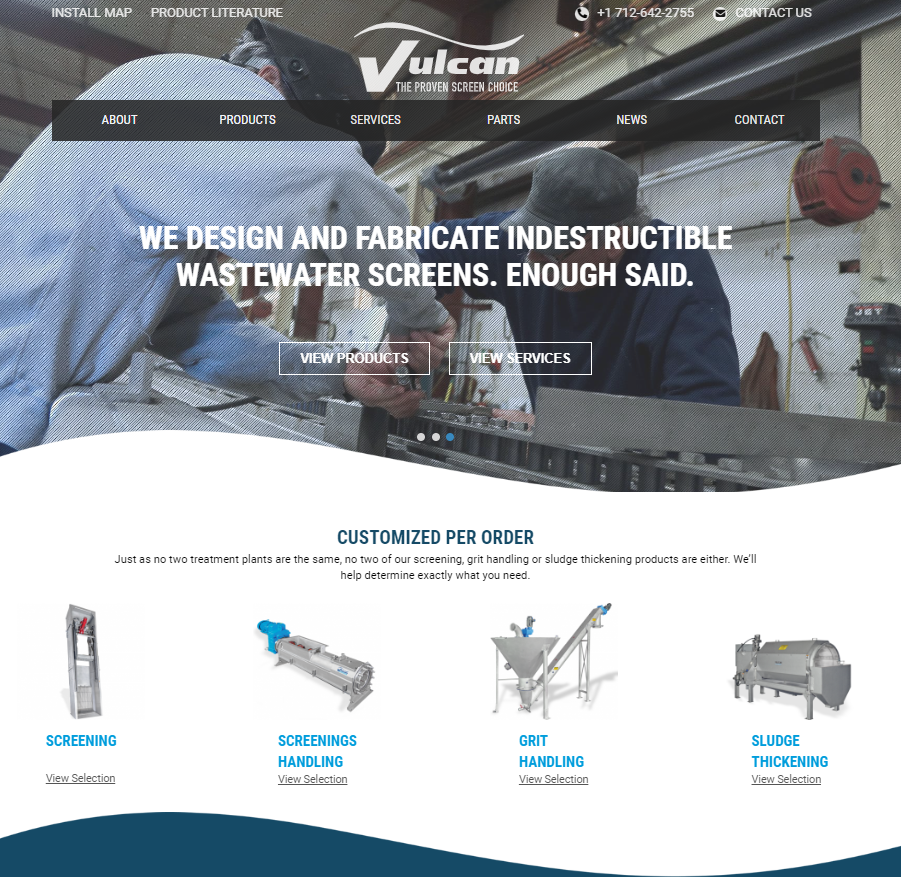 INSTALL MAP PRODUCT LITERATURE +1 712-642-2755 CONTACT US
Vulcan
THE PROVEN SCREEN CHOICE
ABOUT PRODUCTS SERVICES PARTS NEWS CONTACT
WE DESIGN AND FABRICATE INDESTRUCTIBLE
WASTEWATER SCREENS. ENOUGH SAID.
JET
VIEW PRODUCTS VIEW SERVICES
CUSTOMIZED PER ORDER
Just as no two treatment plants are the same, no two of our screening, grit handling or sludge thickening products are either. We'll
help determine exactly what you need.
SCREENING
View Selection
SCREENINGS
HANDLING
View Selection
GRIT
HANDLING
View Selection
SLUDGE
THICKENING
View Selection